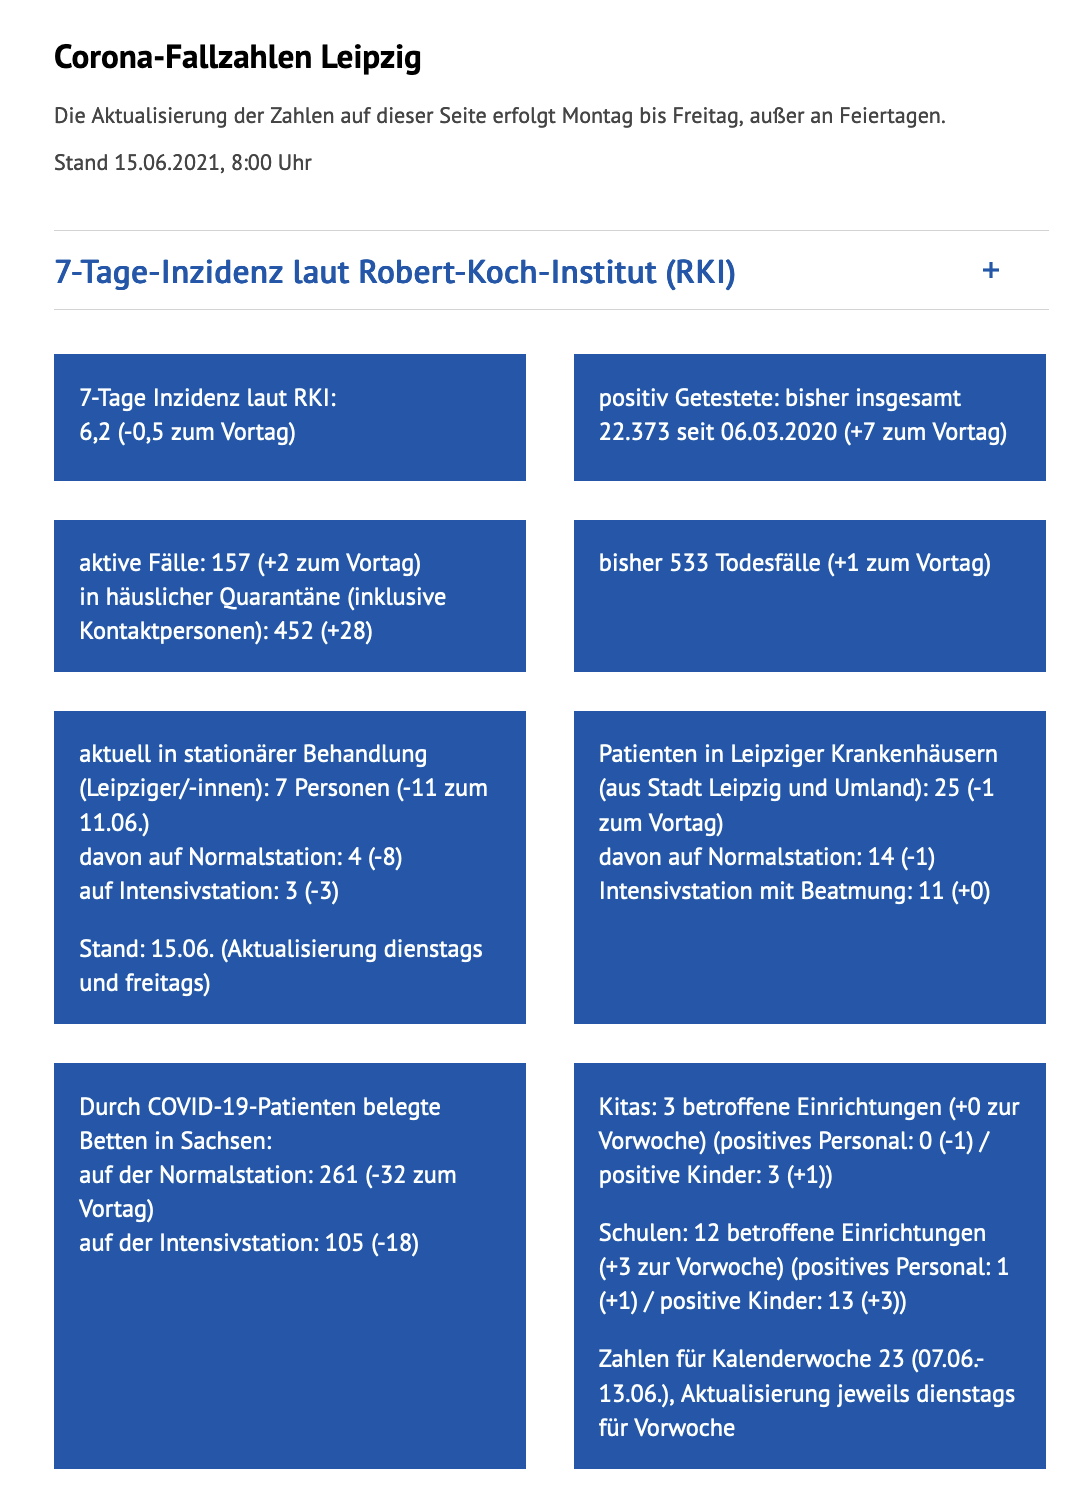 Corona-Fallzahlen Leipzig
Die Aktualisierung der Zahlen auf dieser Seite erfolgt Montag bis Freitag, außer an Feiertagen.
Stand 15.06.2021, 8:00 Uhr
7-Tage-Inzidenz laut Robert-Koch-Institut (RKI)
+
7-Tage Inzidenz laut RKI:
6,2 (-0,5 zum Vortag)
positiv Getestete: bisher insgesamt
22.373 seit 06.03.2020 (+7 zum Vortag)
aktive Fälle: 157 (+2 zum Vortag)
in häuslicher Quarantäne (inklusive
Kontaktpersonen): 452 (+28)
bisher 533 Todesfälle (+1 zum Vortag)
aktuell in stationärer Behandlung
(Leipziger/-innen): 7 Personen (-11 zum
11.06.)
davon auf Normalstation: 4 (-8)
auf Intensivstation: 3 (-3)
Stand: 15.06. (Aktualisierung dienstags
und freitags)
Patienten in Leipziger Krankenhäusern
(aus Stadt Leipzig und Umland): 25 (-1
zum Vortag)
davon auf Normalstation: 14 (-1)
Intensivstation mit Beatmung: 11 (+0)
Durch COVID-19-Patienten belegte
Betten in Sachsen:
auf der Normalstation: 261 (-32 zum
Vortag)
auf der Intensivstation: 105 (-18)
Kitas: 3 betroffene Einrichtungen (+0 zur
Vorwoche) (positives Personal: 0 (-1) /
positive Kinder: 3 (+1))
Schulen: 12 betroffene Einrichtungen
(+3 zur Vorwoche) (positives Personal: 1
(+1) / positive Kinder: 13 (+3))
Zahlen für Kalenderwoche 23 (07.06.-
13.06.), Aktualisierung jeweils dienstags
für Vorwoche